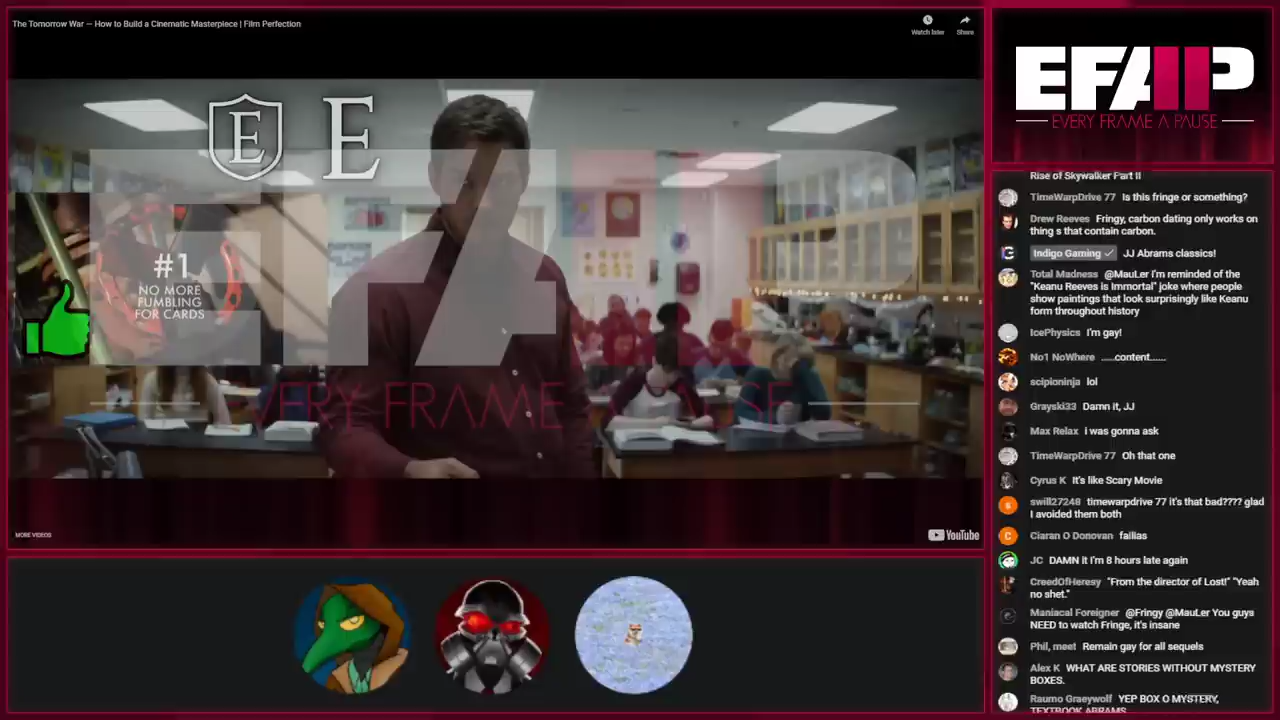 The Tomorrow War – How to Build a Cinematic Masterpiece | Film Perfection
Watch later
Share
E
E
EFAP
EVERY FRAME A PAUSE
#1
NO MORE
FUMBLING
FOR CARDS
MORE VIDEOS
YouTube
EFAP
EVERY FRAME A PAUSE
Rise of Skywalker Part II
TimeWarpDrive 77 Is this fringe or something?
Drew Reeves Fringy, carbon dating only works on
thing s that contain carbon.
Indigo Gaming ✓ JJ Abrams classics!
Total Madness @MauLer I'm reminded of the
"Keanu Reeves is Immortal" joke where people
show paintings that look surprisingly like Keanu
form throughout history
IcePhysics I'm gay!
No1 NoWhere .....content......
scipioninja lol
Grayski33 Damn it, JJ
Max Relax i was gonna ask
TimeWarpDrive 77 Oh that one
Cyrus K It's like Scary Movie
swill27248 timewarpdrive 77 it's that bad???? glad
I avoided them both
Ciaran O Donovan failias
JC DAMN it I'm 8 hours late again
CreedOfHeresy "From the director of Lost!" "Yeah
no shet."
Maniacal Foreigner @Fringy @MauLer You guys
NEED to watch Fringe, it's insane
Phil, meet Remain gay for all sequels
Alex K WHAT ARE STORIES WITHOUT MYSTERY
BOXES.
Raumo Graeywolf YEP BOX O MYSTERY,
TEXTBOOK ABRAMS